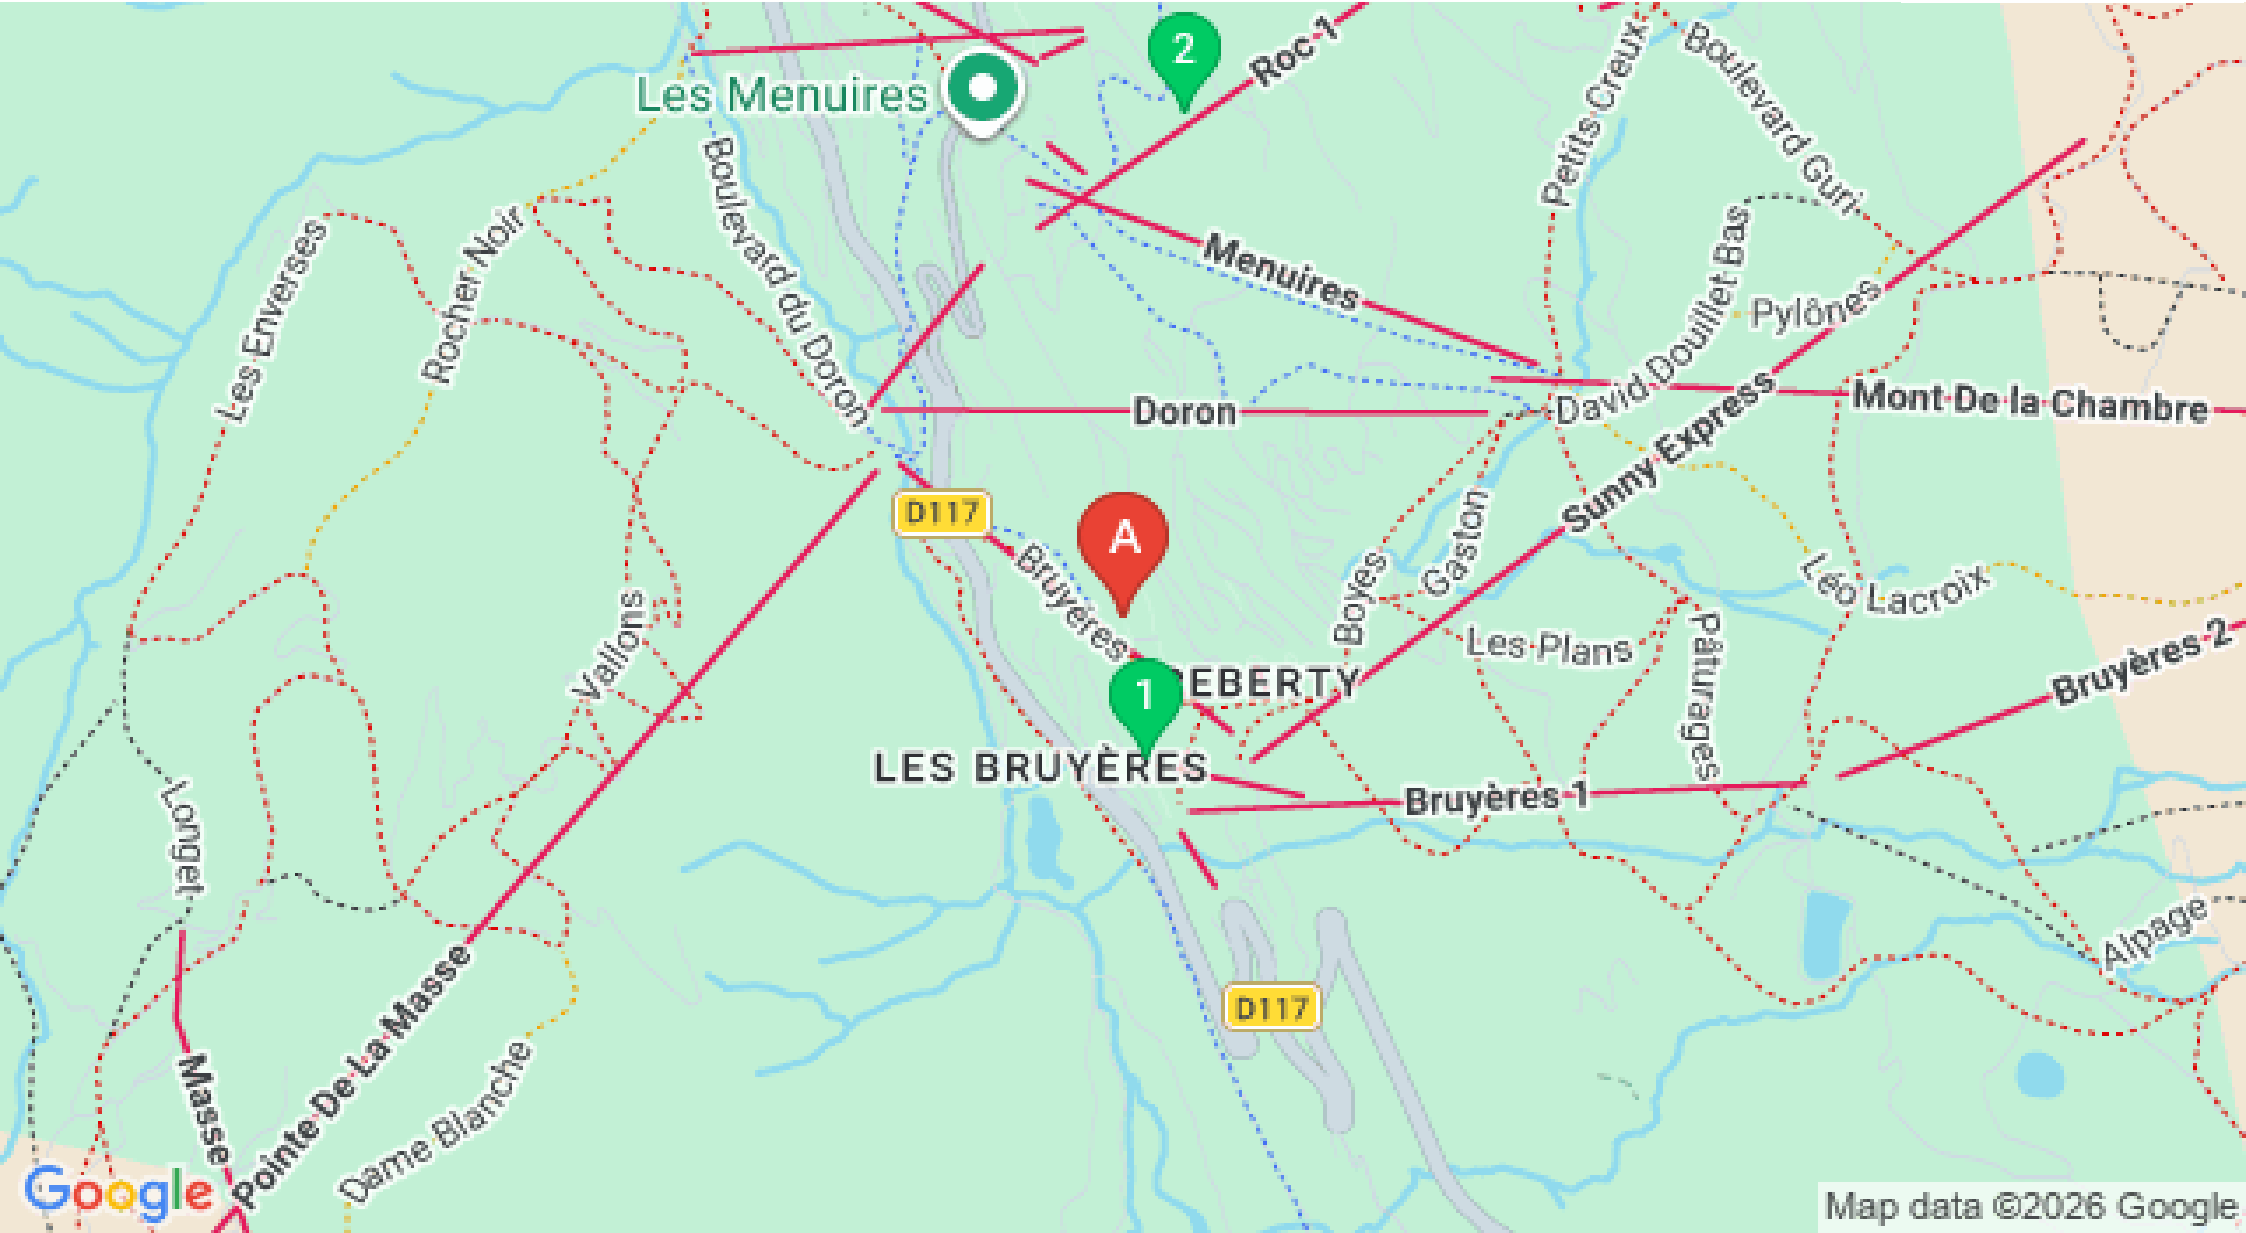 2
Roc 1
Les Menuires
Petits Creux
Boulevard Guri
Boulevard du Doron
Les Enverses
Rocher Noir
Menuires
David Douillet Bas
Pylônes
Doron
Mont De la Chambre
Sunny Express
D117
A
Bruyères
Gaston
Boyes
Léo Lacroix
Vallons
Les Plans
Pâturages
Bruyères 2
1
REBERTY
LES BRUYÈRES
Bruyères 1
Longet
Alpage
D117
Masse
Pointe De La Masse
Dame Blanche
Google
Map data ©2026 Google